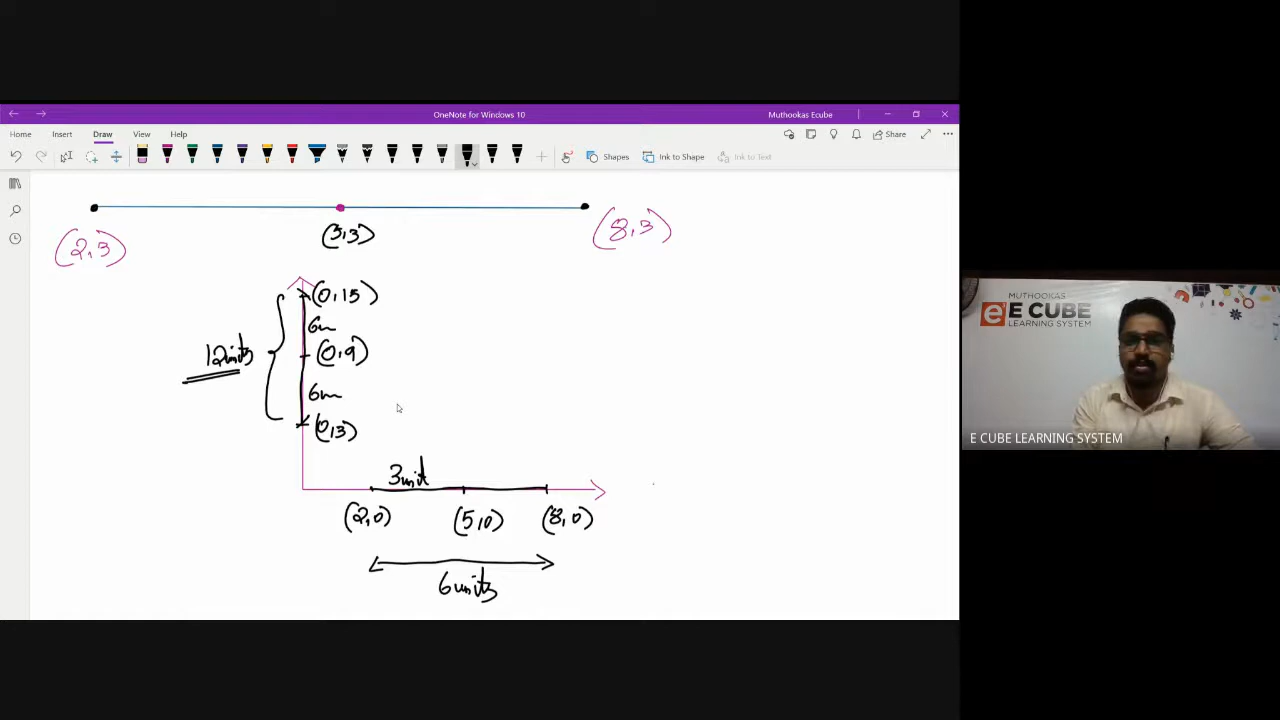 OneNote for Windows 10
Muthookas Ecube
Home Insert Draw View Help
Share
Shapes
Ink to Shape
Ink to Text
(2,3)
(5,3)
(8,3)
(0,15)
6m
12units
(0,9)
6m
(0,3)
3unit
(2,0)
(5,0)
(8,0)
6units
MUTHOOKAS
e E CUBE
LEARNING SYSTEM
E CUBE LEARNING SYSTEM